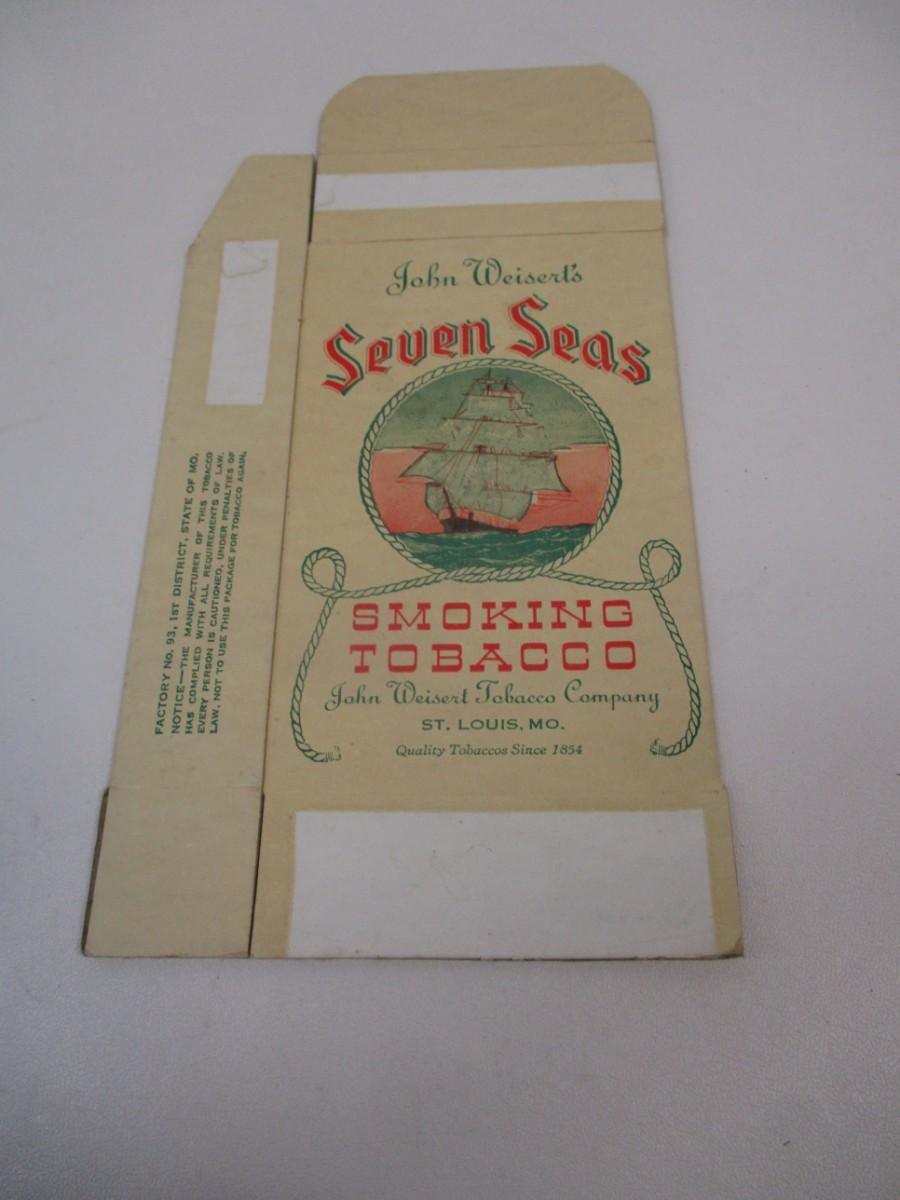 John Weisert's
Seven Seas
SMOKING
TOBACCO
John Weisert Tobacco Company
ST. LOUIS, MO.
Quality Tobaccos Since 1854
FACTORY No. 93, 1ST DISTRICT, STATE OF MO.
NOTICE—THE MANUFACTURER OF THIS TOBACCO
HAS COMPLIED WITH ALL REQUIREMENTS OF LAW.
EVERY PERSON IS CAUTIONED, UNDER PENALTIES OF
LAW, NOT TO USE THIS PACKAGE FOR TOBACCO AGAIN.